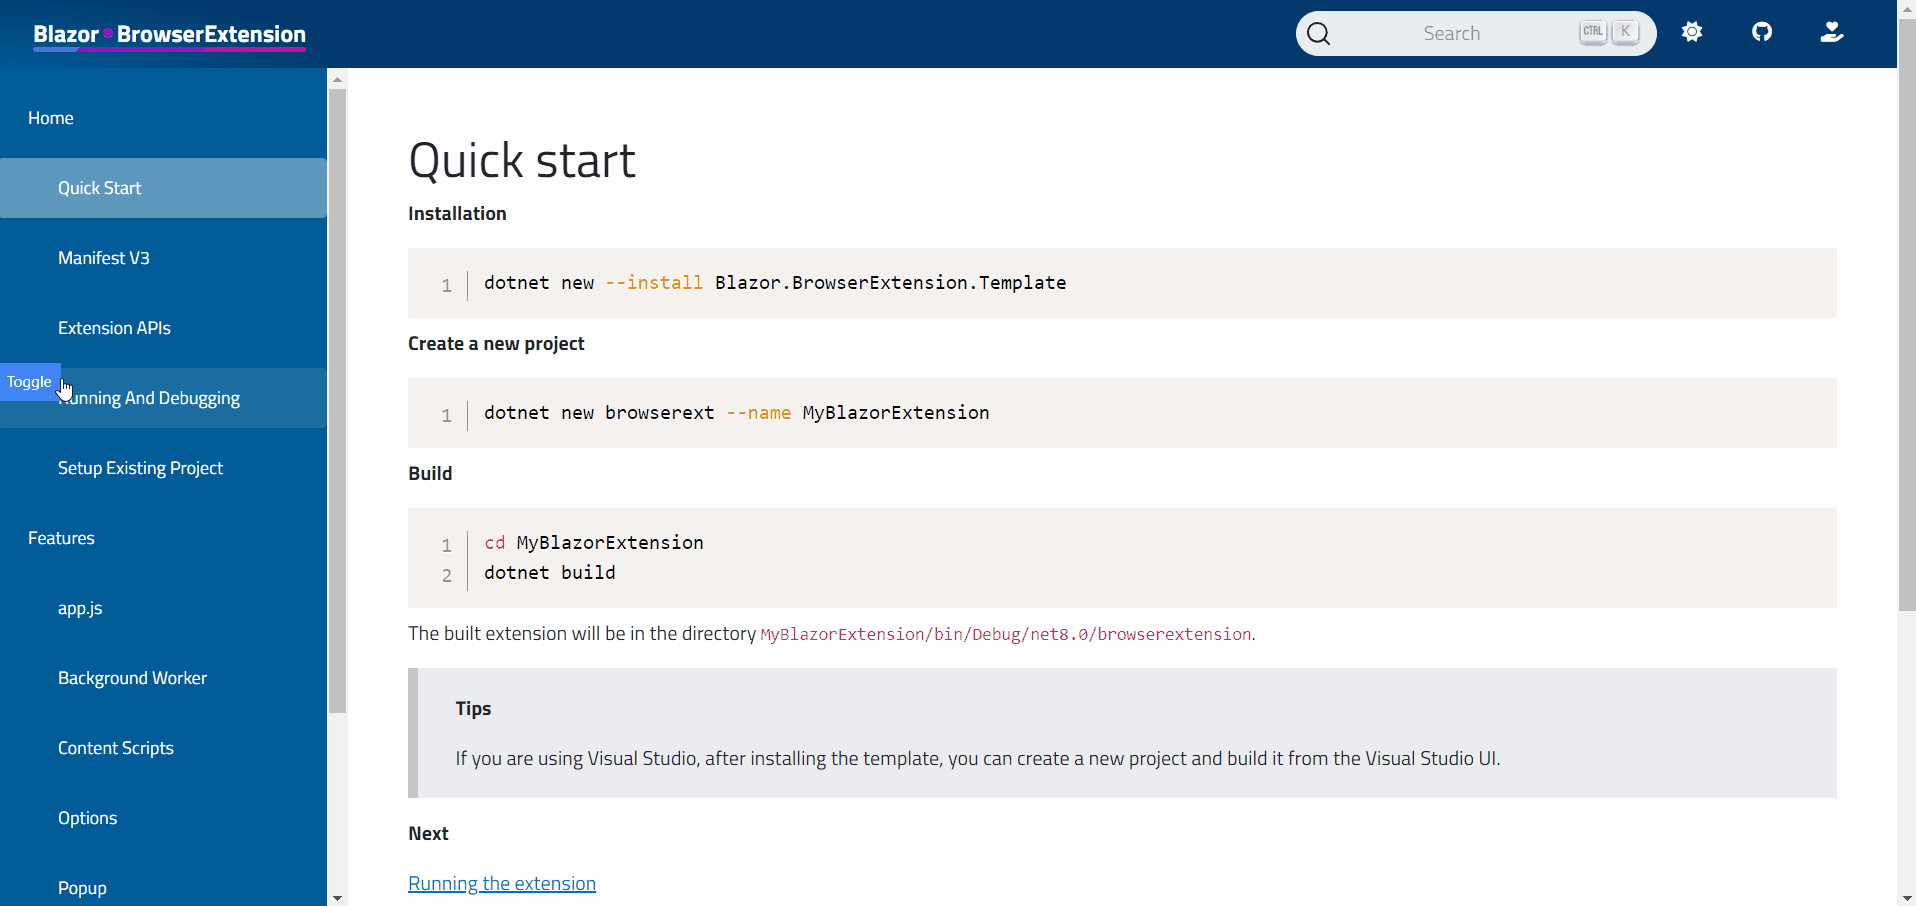 Blazor BrowserExtension
Search
CTRL K
Home
Quick Start
Manifest V3
Extension APIs
Toggle
unning And Debugging
Setup Existing Project
Features
app.js
Background Worker
Content Scripts
Options
Popup
Quick start
Installation
1 dotnet new --install Blazor.BrowserExtension.Template
Create a new project
1 dotnet new browserext --name MyBlazorExtension
Build
1 cd MyBlazorExtension
2 dotnet build
The built extension will be in the directory MyBlazorExtension/bin/Debug/net8.0/browserextension.
Tips
If you are using Visual Studio, after installing the template, you can create a new project and build it from the Visual Studio UI.
Next
Running the extension